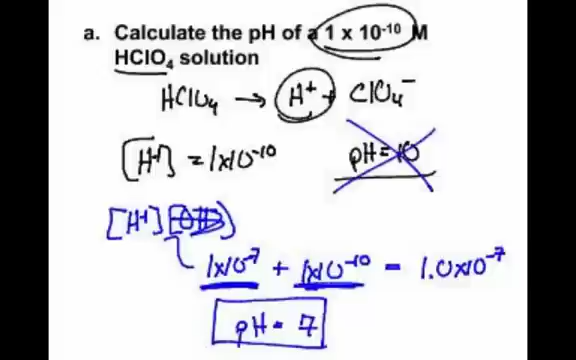 a. Calculate the pH of a 1 x 10⁻¹⁰ M
HClO₄ solution
HClO₄ → H⁺ + ClO₄⁻
[H⁺] = 1x10⁻¹⁰ pH = 10
[H⁺][OH]
1x10⁻⁷ + 1x10⁻¹⁰ = 1.0x10⁻⁷
pH = 7